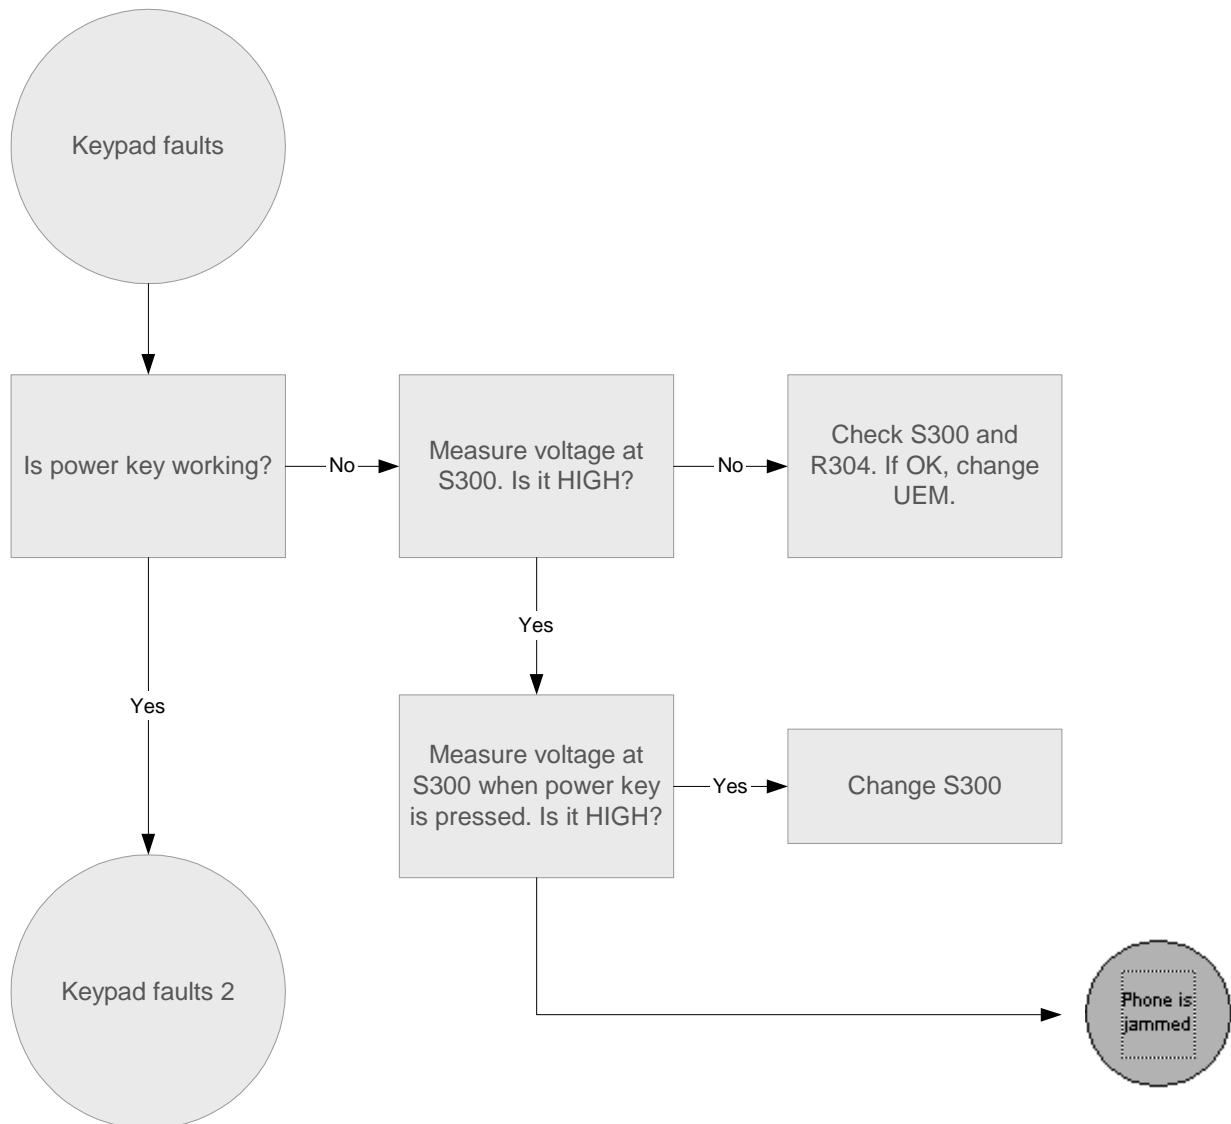 Keypad faults
Is power key working?
No
Measure voltage at
S300. Is it HIGH?
No
Check S300 and
R304. If OK, change
UEM.
Yes
Yes
Measure voltage at
S300 when power key
is pressed. Is it HIGH?
Yes
Change S300
Keypad faults 2
Phone is
jammed